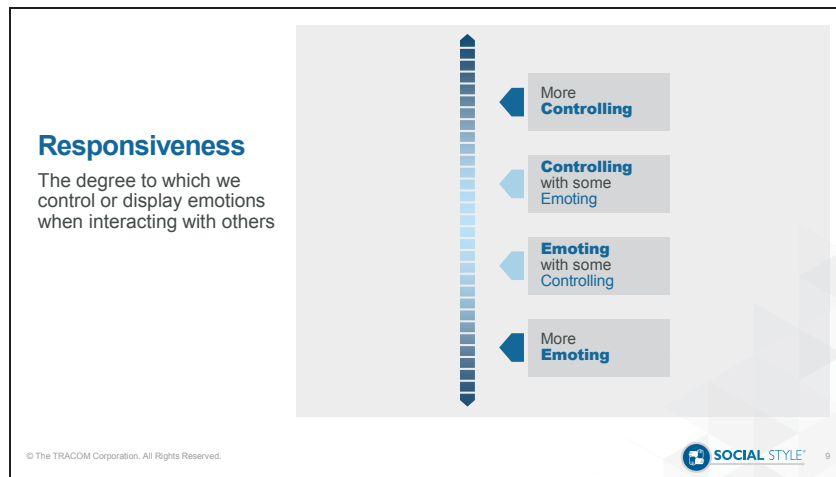 Responsiveness
The degree to which we
control or display emotions
when interacting with others
More
Controlling
Controlling
with some
Emoting
Emoting
with some
Controlling
More
Emoting
© The TRACOM Corporation. All Rights Reserved.
SOCIAL STYLE℠ 9